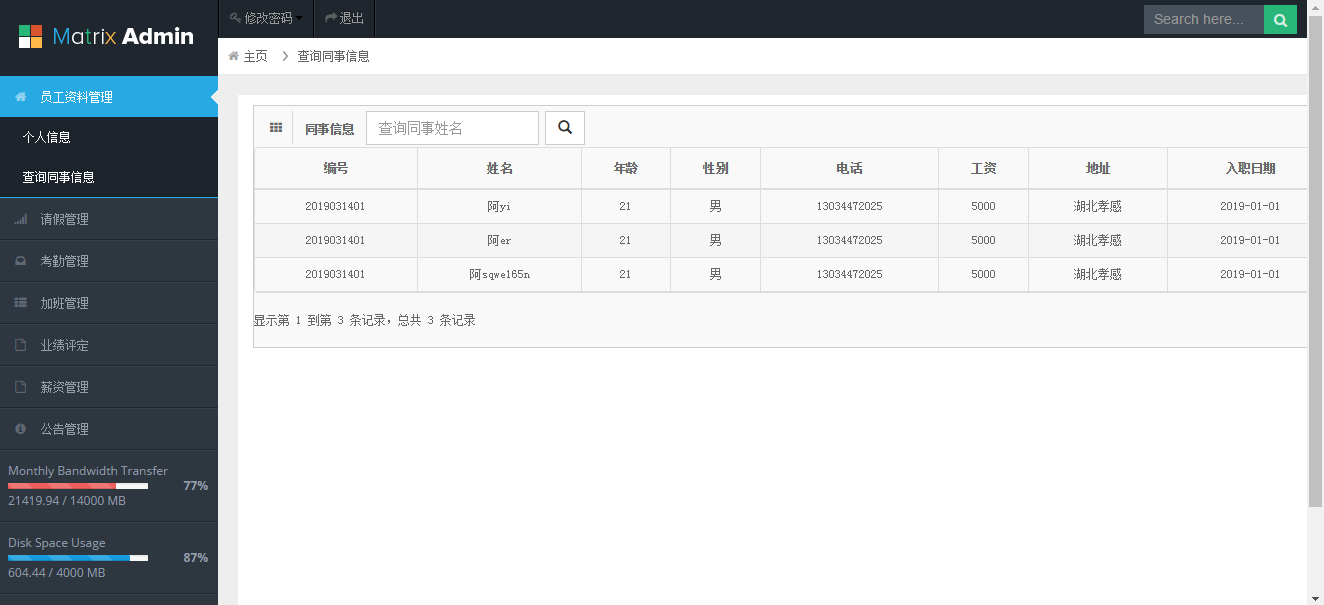 Matrix Admin
修改密码
退出
Search here...
主页 > 查询同事信息
员工资料管理
个人信息
查询同事信息
请假管理
考勤管理
加班管理
业绩评定
薪资管理
公告管理
Monthly Bandwidth Transfer
77%
21419.94 / 14000 MB
Disk Space Usage
87%
604.44 / 4000 MB
同事信息 查询同事姓名
编号 姓名 年龄 性别 电话 工资 地址 入职日期
2019031401 阿yi 21 男 13034472025 5000 湖北孝感 2019-01-01
2019031401 阿er 21 男 13034472025 5000 湖北孝感 2019-01-01
2019031401 阿sqwe165n 21 男 13034472025 5000 湖北孝感 2019-01-01
显示第 1 到第 3 条记录，总共 3 条记录